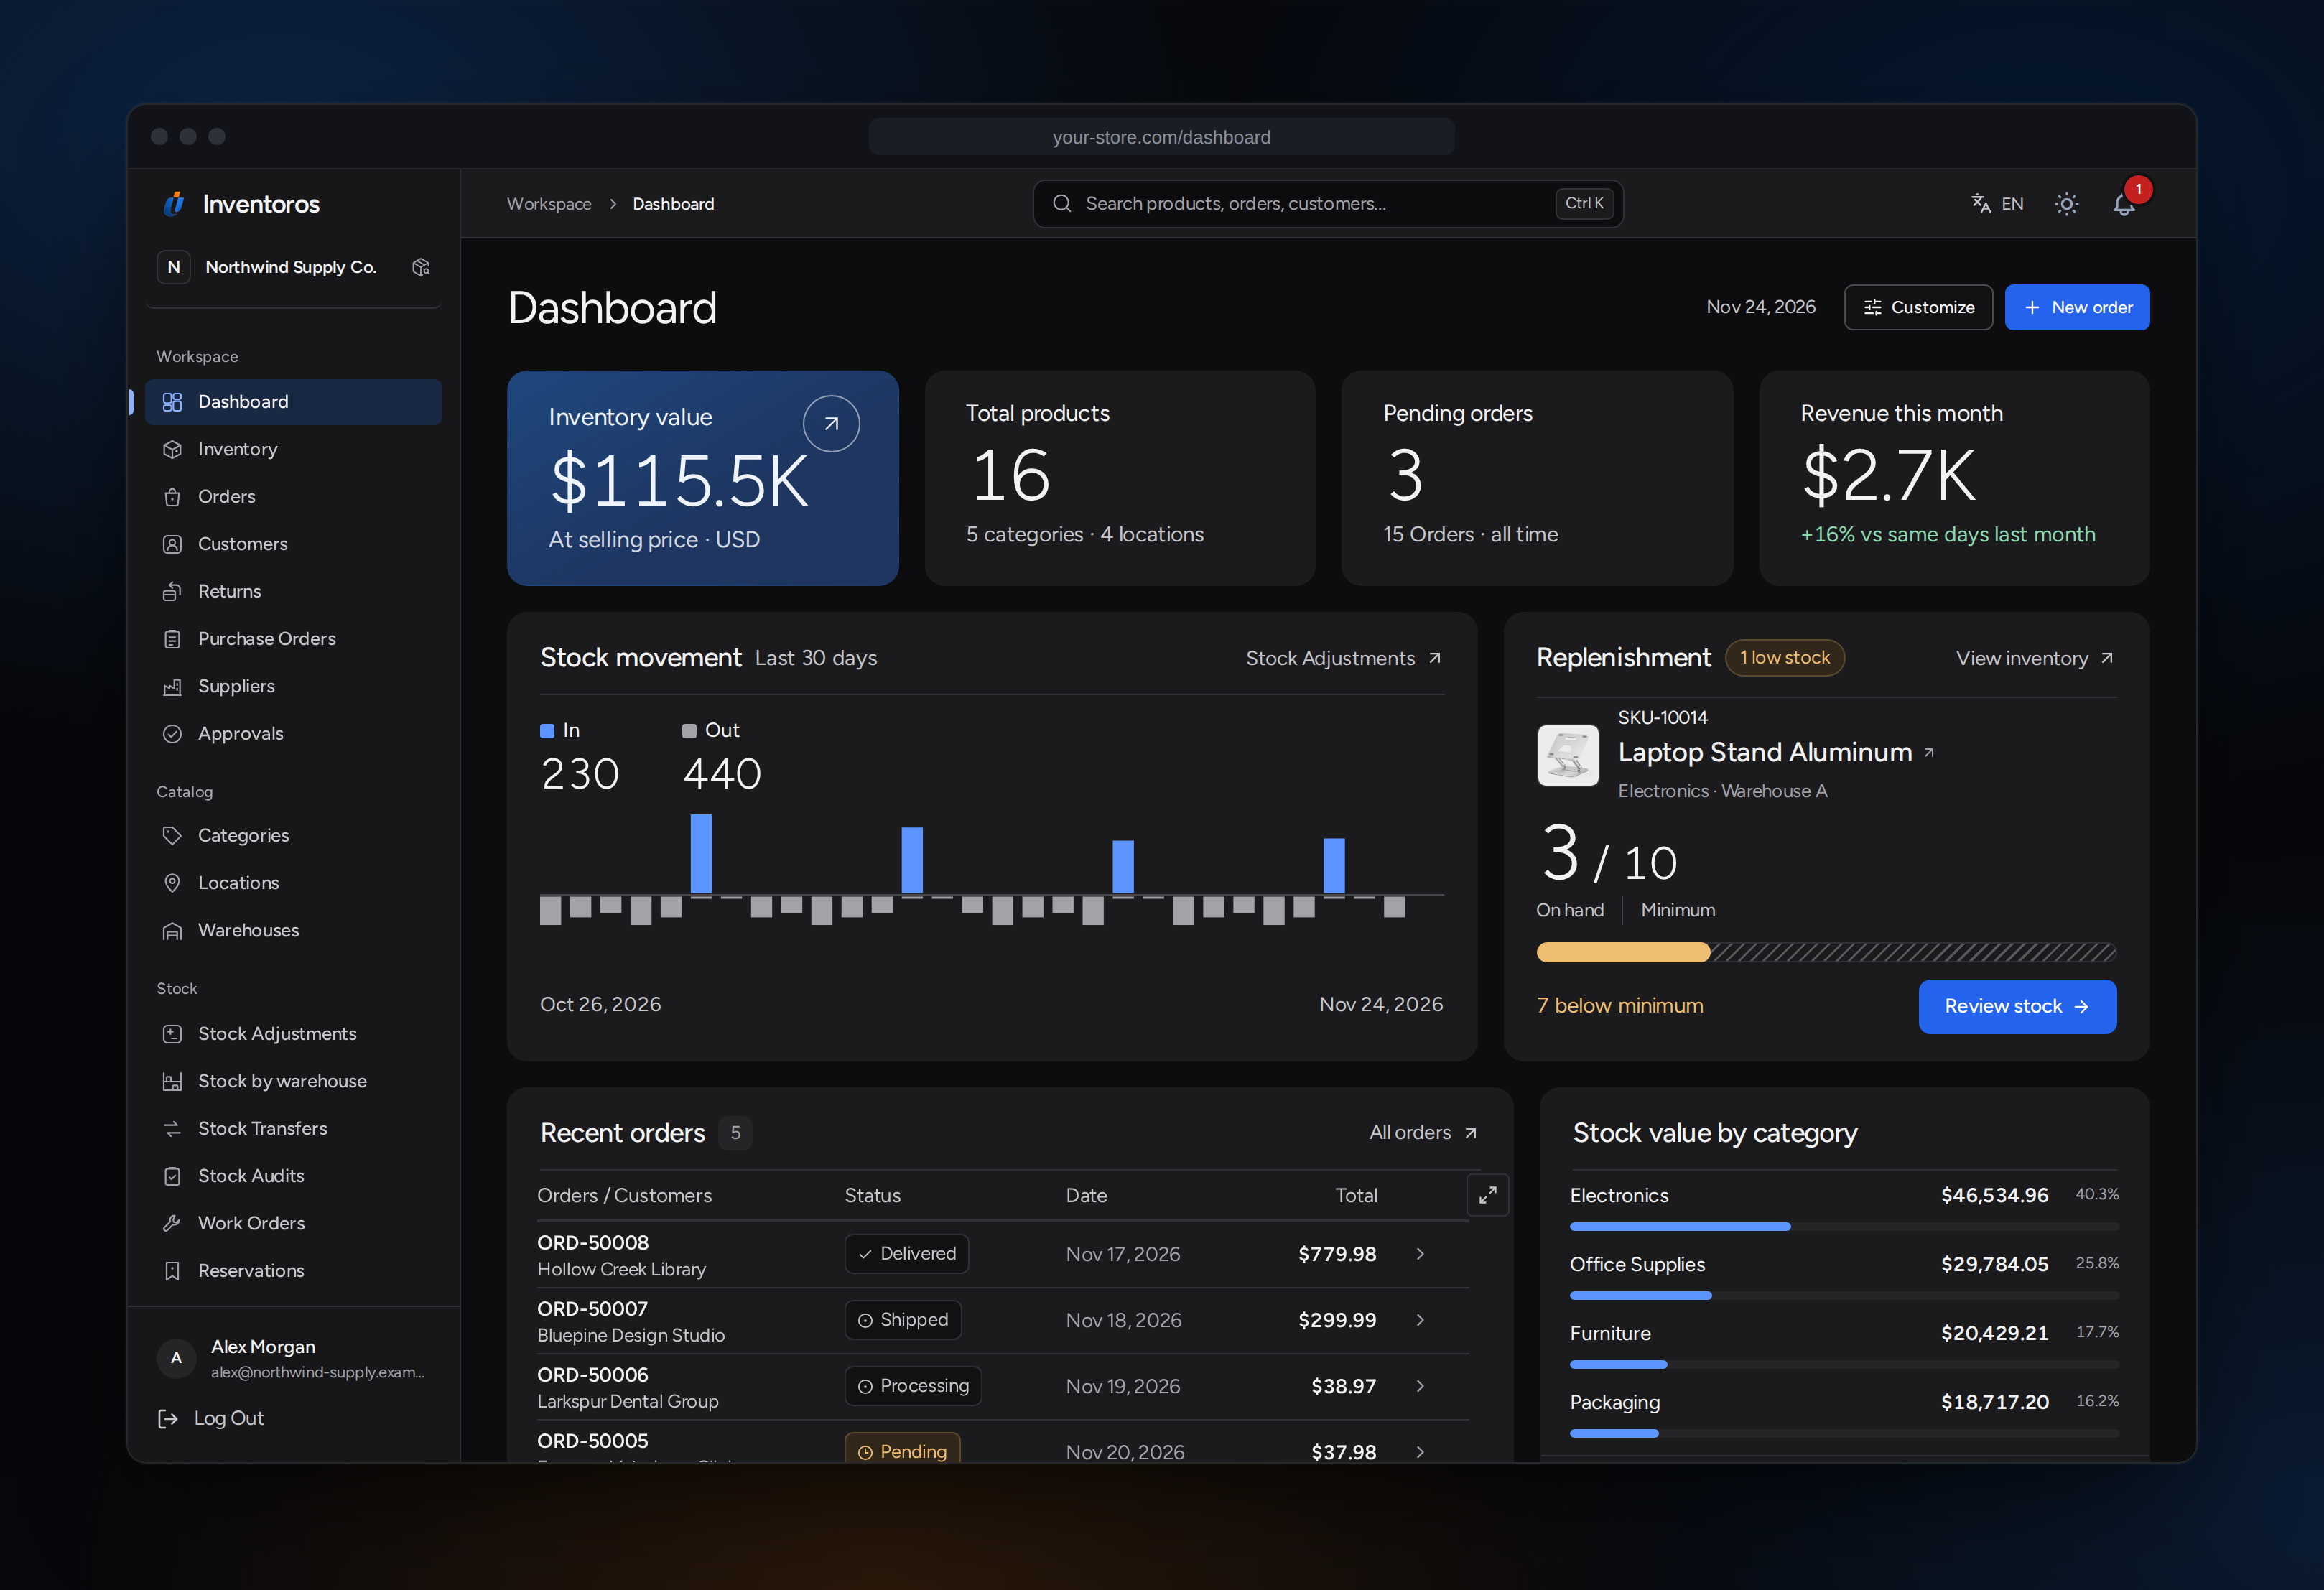 your-store.com/dashboard
Inventoros
Workspace
Dashboard
Search products, orders, customers...
Ctrl K
EN
1
N
Northwind Supply Co.
Workspace
Dashboard
Inventory
Orders
Customers
Returns
Purchase Orders
Suppliers
Approvals
Catalog
Categories
Locations
Warehouses
Stock
Stock Adjustments
Stock by warehouse
Stock Transfers
Stock Audits
Work Orders
Reservations
A
Alex Morgan
alex@northwind-supply.exam...
Log Out
Dashboard
Nov 24, 2026
Customize
New order
Inventory value
$115.5K
At selling price · USD
Total products
16
5 categories · 4 locations
Pending orders
3
15 Orders · all time
Revenue this month
$2.7K
+16% vs same days last month
Stock movement Last 30 days
Stock Adjustments
In
Out
230
440
Oct 26, 2026
Nov 24, 2026
Replenishment
1 low stock
View inventory
SKU-10014
Laptop Stand Aluminum
Electronics · Warehouse A
3 / 10
On hand
Minimum
7 below minimum
Review stock
Recent orders
5
All orders
Orders / Customers
Status
Date
Total
ORD-50008
Hollow Creek Library
Delivered
Nov 17, 2026
$779.98
ORD-50007
Bluepine Design Studio
Shipped
Nov 18, 2026
$299.99
ORD-50006
Larkspur Dental Group
Processing
Nov 19, 2026
$38.97
ORD-50005
Pending
Nov 20, 2026
$37.98
Stock value by category
Electronics
$46,534.96
40.3%
Office Supplies
$29,784.05
25.8%
Furniture
$20,429.21
17.7%
Packaging
$18,717.20
16.2%